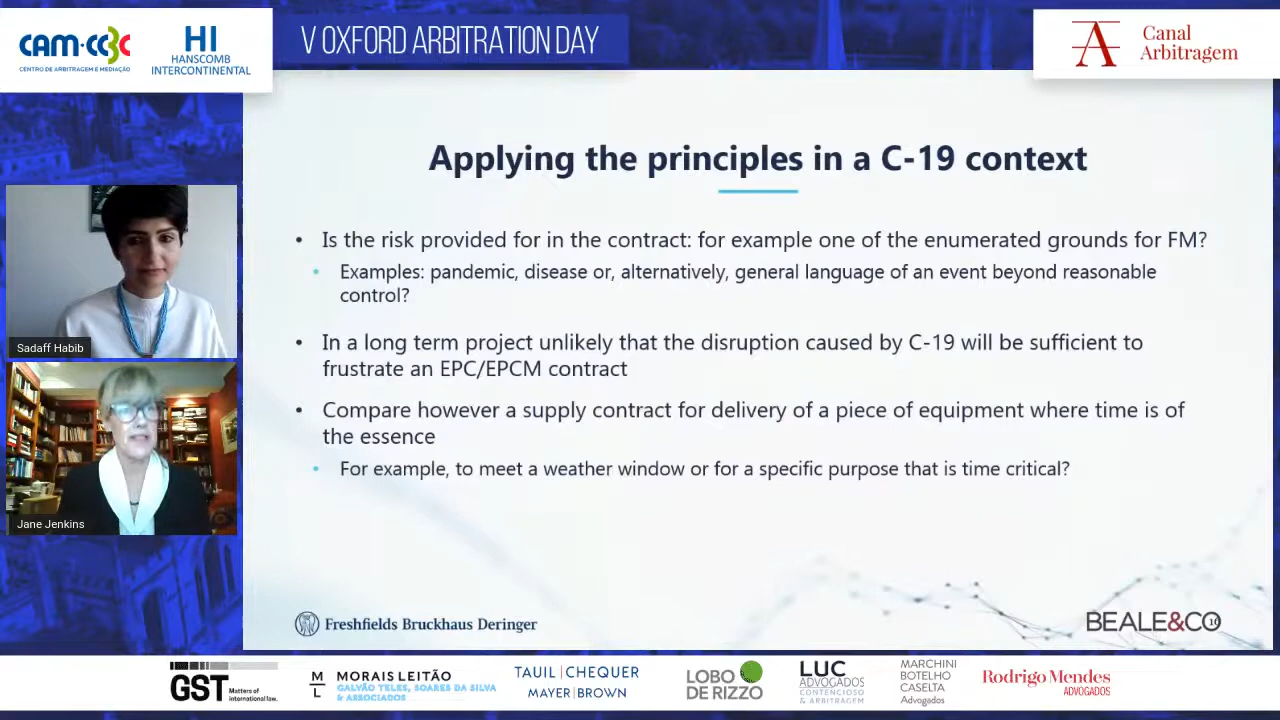 CAM-CCBC
CENTRO DE ARBITRAGEM E MEDIAÇÃO
HI
HANSCOMB
INTERCONTINENTAL
V OXFORD ARBITRATION DAY
A
Canal
Arbitragem
Applying the principles in a C-19 context
• Is the risk provided for in the contract: for example one of the enumerated grounds for FM?
• Examples: pandemic, disease or, alternatively, general language of an event beyond reasonable
control?
• In a long term project unlikely that the disruption caused by C-19 will be sufficient to
frustrate an EPC/EPCM contract
• Compare however a supply contract for delivery of a piece of equipment where time is of
the essence
• For example, to meet a weather window or for a specific purpose that is time critical?
Sadaff Habib
Jane Jenkins
Freshfields Bruckhaus Deringer
BEALE&CO
10
GST
Matters of
international law.
M
L
MORAIS LEITÃO
GALVÃO TELES, SOARES DA SILVA
& ASSOCIADOS
TAUIL | CHEQUER
MAYER | BROWN
LOBO
DE RIZZO
LUC
ADVOGADOS
CONTENCIOSO
& ARBITRAGEM
MARCHINI
BOTELHO
CASELTA
Advogados
Rodrigo Mendes
ADVOGADOS